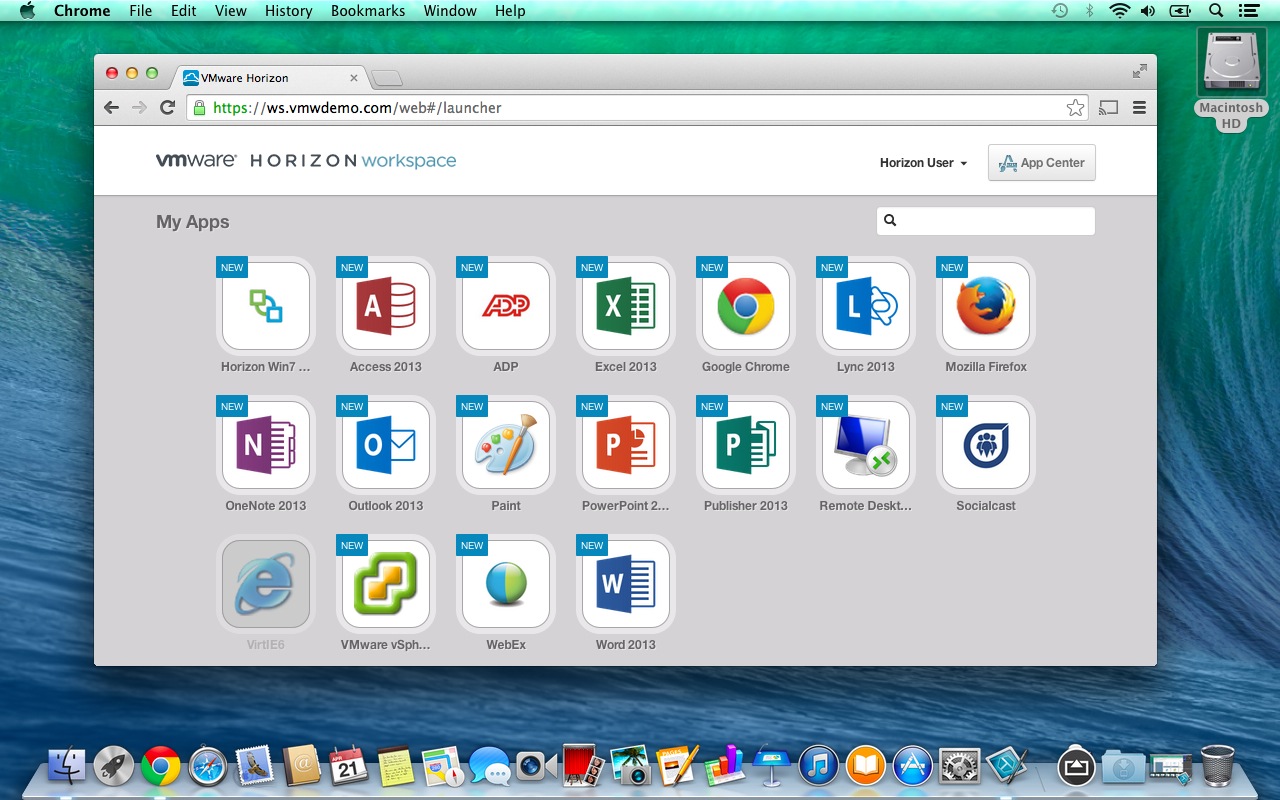 Chrome File Edit View History Bookmarks Window Help
Macintosh
HD
VMware Horizon
https://ws.vmwdemo.com/web#/launcher
vmware HORIZON workspace
Horizon User
App Center
My Apps
NEW NEW NEW NEW NEW NEW NEW
A ADP X L
Horizon Win7 ... Access 2013 ADP Excel 2013 Google Chrome Lync 2013 Mozilla Firefox
NEW NEW NEW NEW NEW NEW NEW
N O P P
OneNote 2013 Outlook 2013 Paint PowerPoint 2... Publisher 2013 Remote Deskt... Socialcast
NEW NEW NEW
e W
VirtIE6 VMware vSph... WebEx Word 2013
APR
21